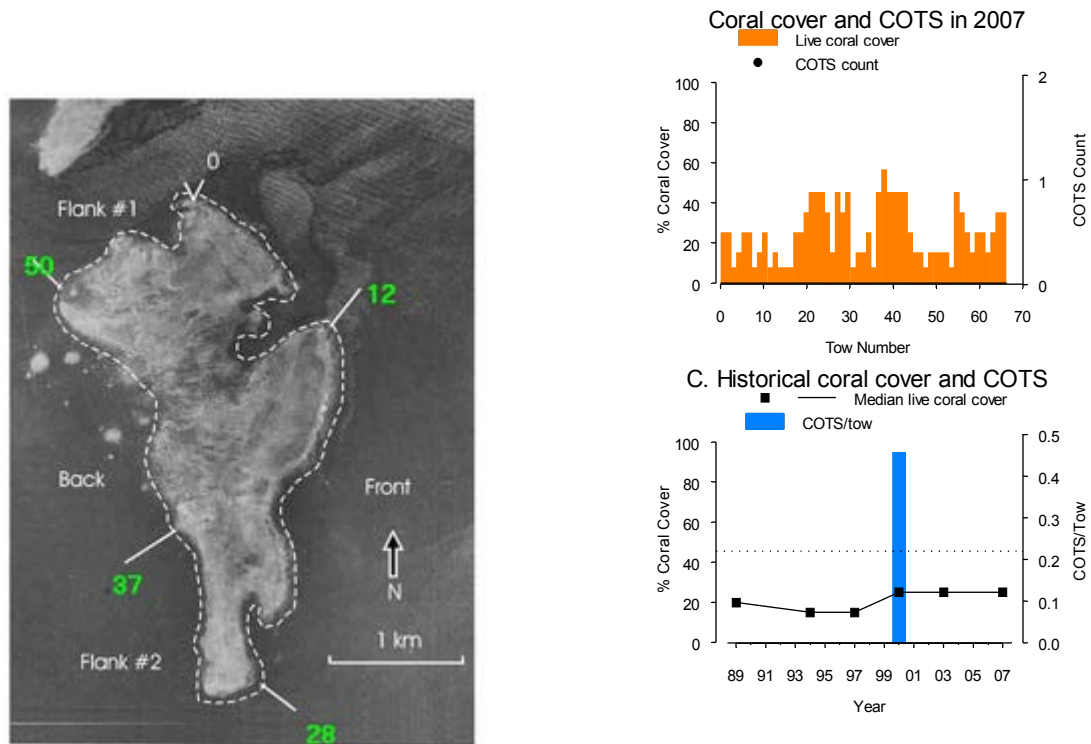 0
Flank #1
50
12
Back
Front
37
N
1 km
Flank #2
28
Coral cover and COTS in 2007
Live coral cover
COTS count
100
80
60
40
20
0
% Coral Cover
2
1
0
COTS Count
0 10 20 30 40 50 60 70
Tow Number
C. Historical coral cover and COTS
Median live coral cover
COTS/tow
100
80
60
40
20
0
% Coral Cover
0.5
0.4
0.3
0.2
0.1
0.0
COTS/Tow
89 91 93 95 97 99 01 03 05 07
Year